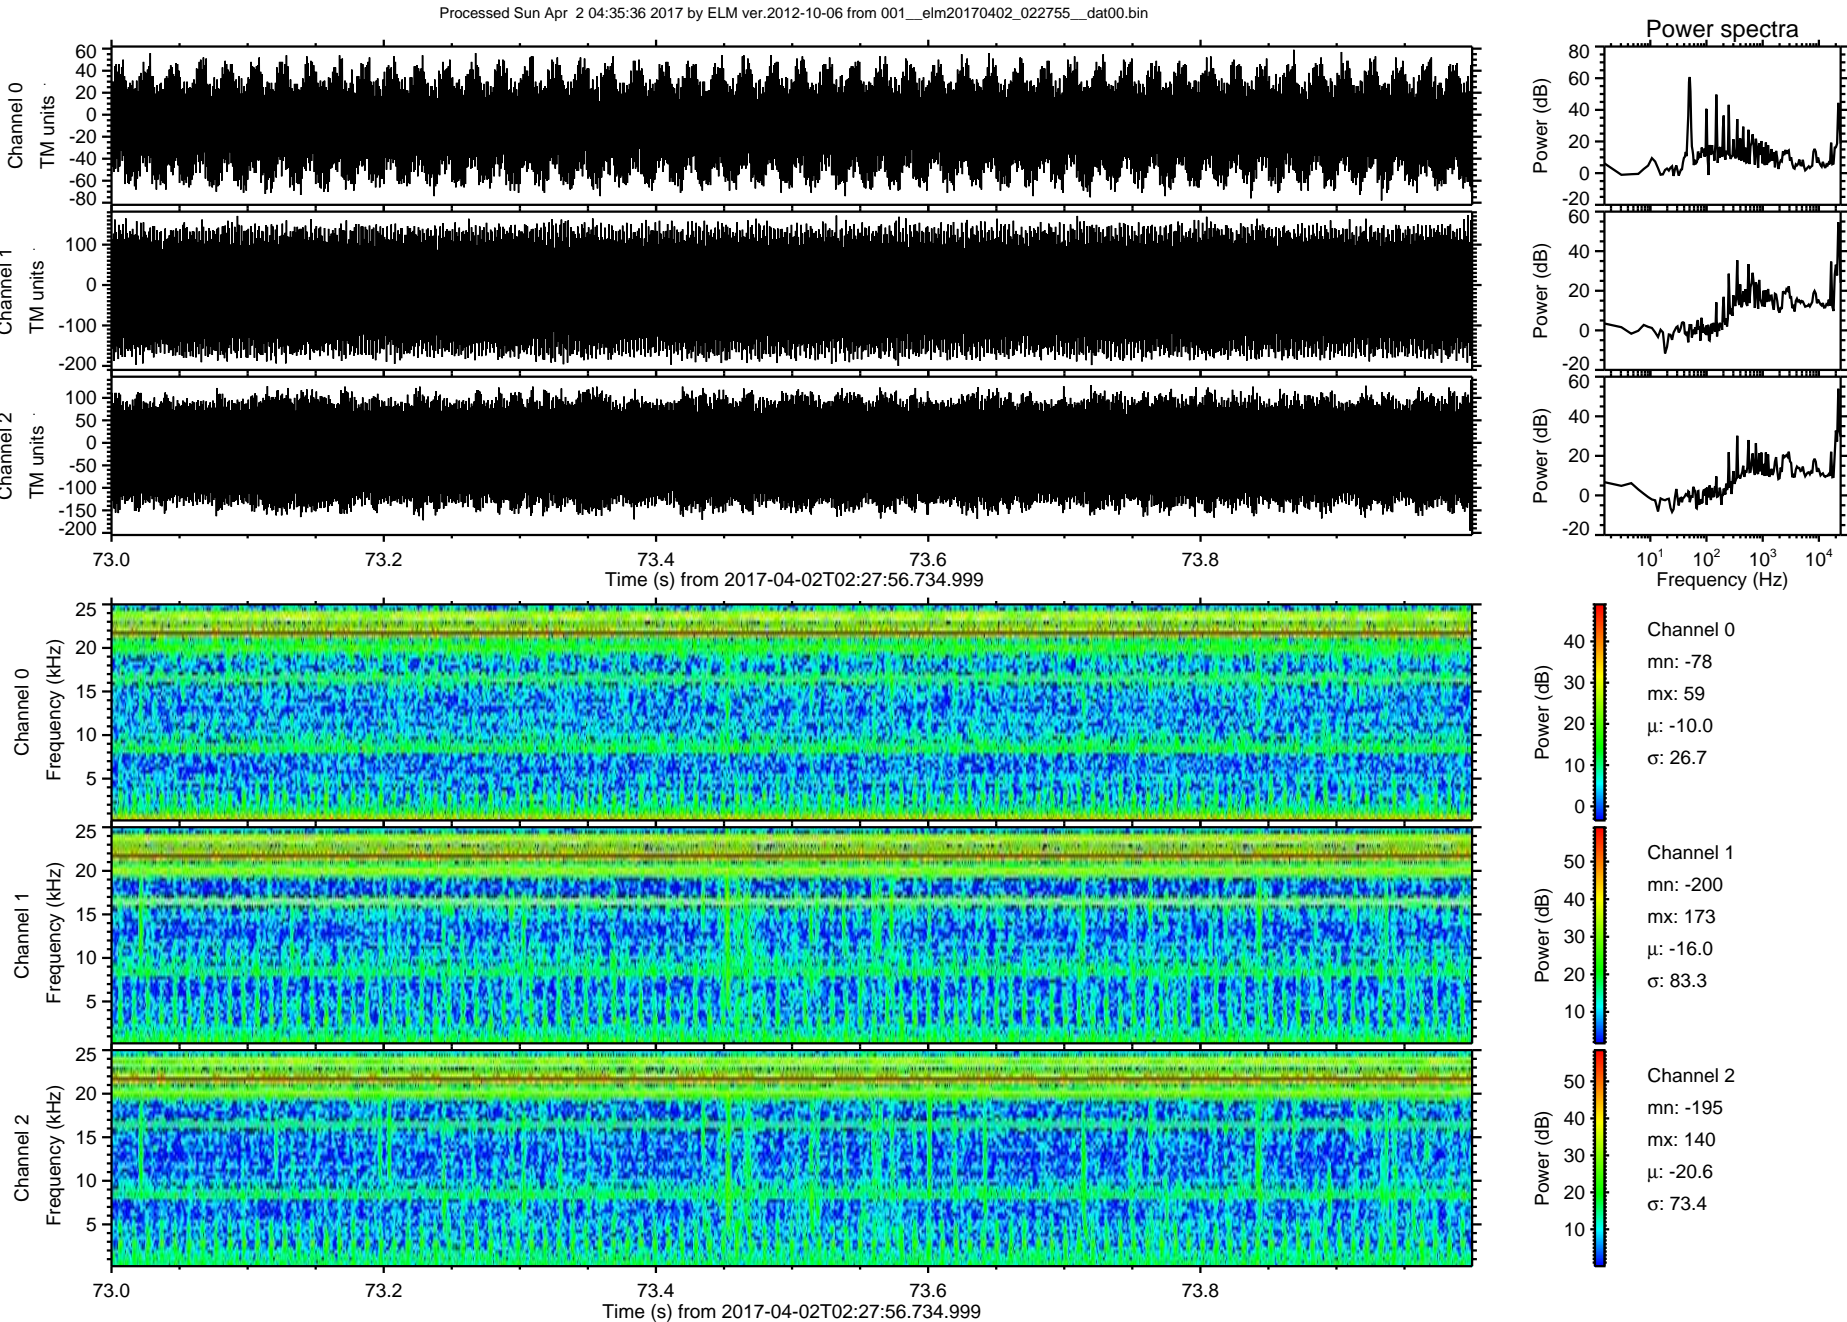 Processed Sun Apr  2 04:35:36 2017 by ELM ver.2012-10-06 from 001__elm20170402_022755__dat00.bin
Power spectra
Channel 0
TM units
60
40
20
0
-20
-40
-60
-80
Power (dB)
80
60
40
20
0
-20
Channel 1
TM units
100
0
-100
-200
Power (dB)
60
40
20
0
-20
Channel 2
TM units
100
50
0
-50
-100
-150
-200
Power (dB)
60
40
20
0
-20
73.0 73.2 73.4 73.6 73.8
Time (s) from 2017-04-02T02:27:56.734.999
10¹ 10² 10³ 10⁴
Frequency (Hz)
Channel 0
Frequency (kHz)
25
20
15
10
5
Power (dB)
40
30
20
10
0
Channel 0
mn: -78
mx: 59
μ: -10.0
σ: 26.7
Channel 1
Frequency (kHz)
25
20
15
10
5
Power (dB)
50
40
30
20
10
Channel 1
mn: -200
mx: 173
μ: -16.0
σ: 83.3
Channel 2
Frequency (kHz)
25
20
15
10
5
Power (dB)
50
40
30
20
10
Channel 2
mn: -195
mx: 140
μ: -20.6
σ: 73.4
73.0 73.2 73.4 73.6 73.8
Time (s) from 2017-04-02T02:27:56.734.999